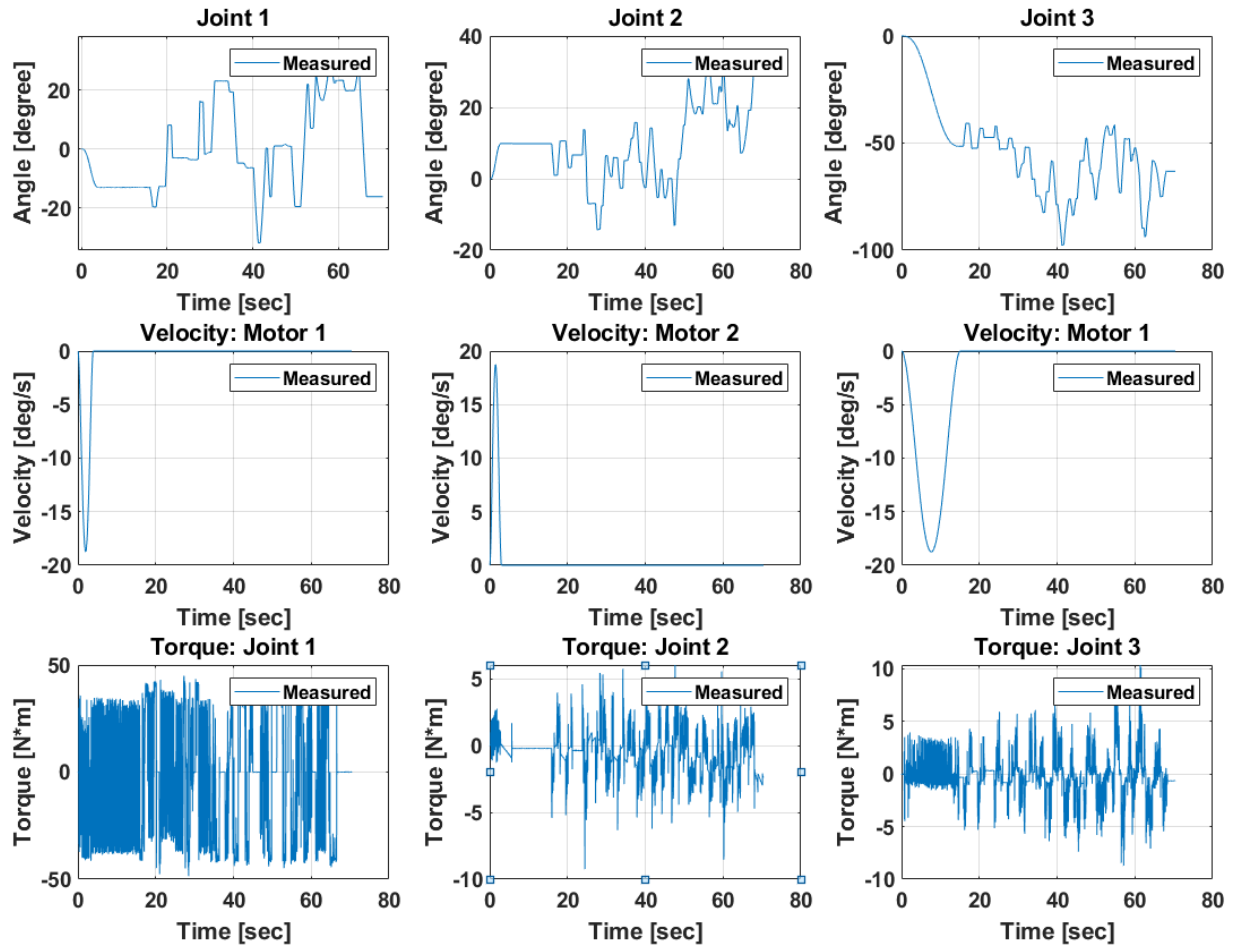 Joint 1
Joint 2
Joint 3
Measured
Measured
Measured
20
0
-20
40
20
0
-20
0
-50
-100
Angle [degree]
Angle [degree]
Angle [degree]
0 20 40 60
0 20 40 60 80
0 20 40 60 80
Time [sec]
Time [sec]
Time [sec]
Velocity: Motor 1
Velocity: Motor 2
Velocity: Motor 1
Measured
Measured
Measured
0
-5
-10
-15
-20
20
15
10
5
0
0
-5
-10
-15
-20
Velocity [deg/s]
Velocity [deg/s]
Velocity [deg/s]
0 20 40 60 80
0 20 40 60 80
0 20 40 60 80
Time [sec]
Time [sec]
Time [sec]
Torque: Joint 1
Torque: Joint 2
Torque: Joint 3
Measured
Measured
Measured
50
0
-50
5
0
-5
-10
10
5
0
-5
-10
Torque [N*m]
Torque [N*m]
Torque [N*m]
0 20 40 60 80
0 20 40 60 80
0 20 40 60 80
Time [sec]
Time [sec]
Time [sec]